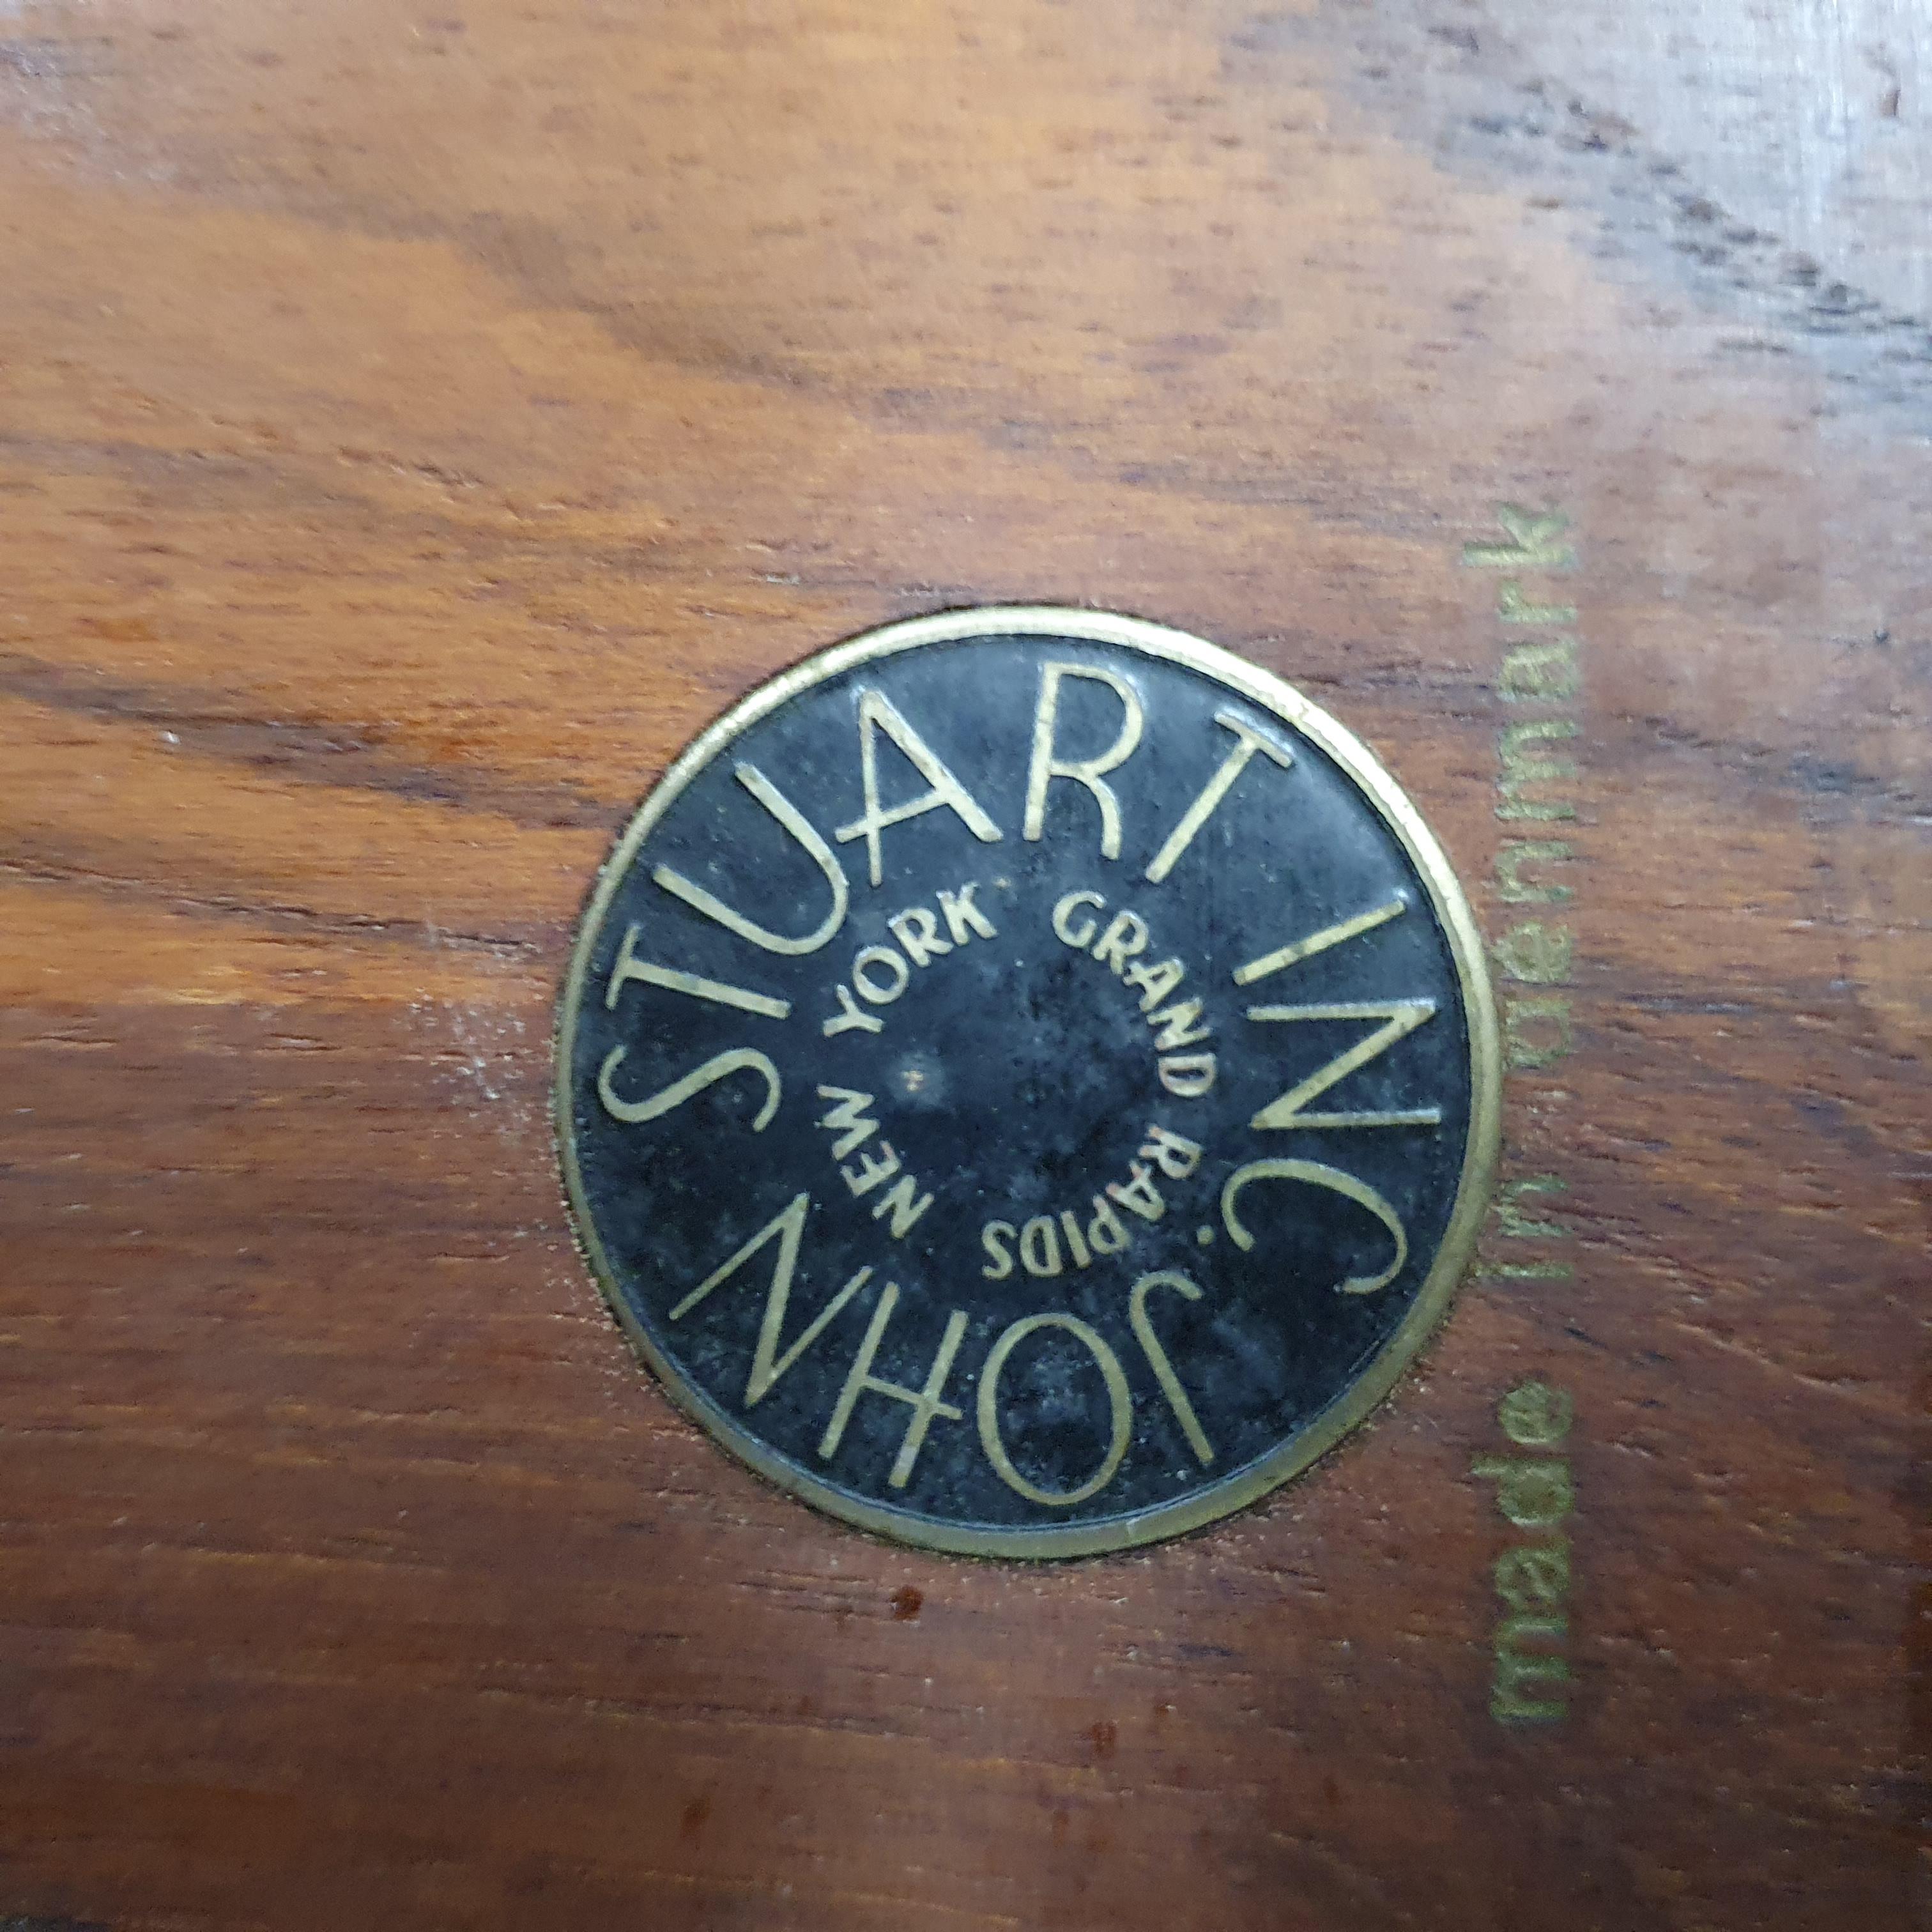 JOHN STUART INC.
NEW YORK GRAND RAPIDS
made in denmark